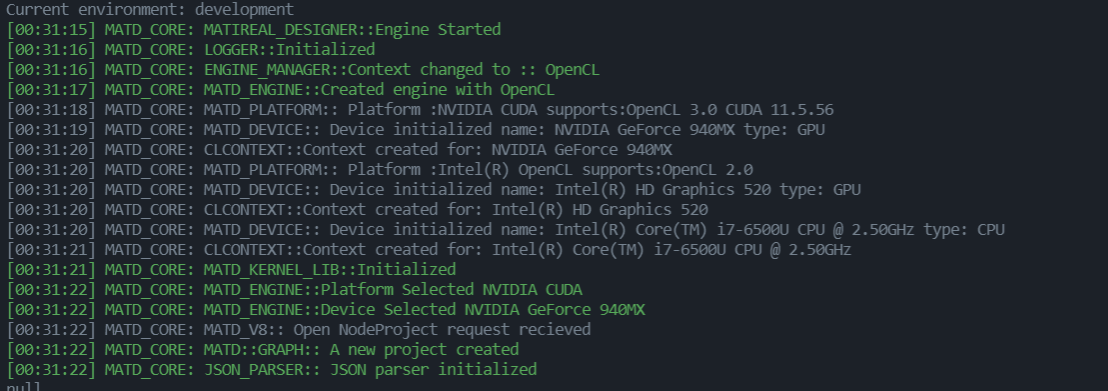 Current environment: development
[00:31:15] MATD_CORE: MATIREAL_DESIGNER::Engine Started
[00:31:16] MATD_CORE: LOGGER::Initialized
[00:31:16] MATD_CORE: ENGINE_MANAGER::Context changed to :: OpenCL
[00:31:17] MATD_CORE: MATD_ENGINE::Created engine with OpenCL
[00:31:18] MATD_CORE: MATD_PLATFORM:: Platform :NVIDIA CUDA supports:OpenCL 3.0 CUDA 11.5.56
[00:31:19] MATD_CORE: MATD_DEVICE:: Device initialized name: NVIDIA GeForce 940MX type: GPU
[00:31:20] MATD_CORE: CLCONTEXT::Context created for: NVIDIA GeForce 940MX
[00:31:20] MATD_CORE: MATD_PLATFORM:: Platform :Intel(R) OpenCL supports:OpenCL 2.0
[00:31:20] MATD_CORE: MATD_DEVICE:: Device initialized name: Intel(R) HD Graphics 520 type: GPU
[00:31:20] MATD_CORE: CLCONTEXT::Context created for: Intel(R) HD Graphics 520
[00:31:20] MATD_CORE: MATD_DEVICE:: Device initialized name: Intel(R) Core(TM) i7-6500U CPU @ 2.50GHz type: CPU
[00:31:21] MATD_CORE: CLCONTEXT::Context created for: Intel(R) Core(TM) i7-6500U CPU @ 2.50GHz
[00:31:21] MATD_CORE: MATD_KERNEL_LIB::Initialized
[00:31:22] MATD_CORE: MATD_ENGINE::Platform Selected NVIDIA CUDA
[00:31:22] MATD_CORE: MATD_ENGINE::Device Selected NVIDIA GeForce 940MX
[00:31:22] MATD_CORE: MATD_V8:: Open NodeProject request recieved
[00:31:22] MATD_CORE: MATD::GRAPH:: A new project created
[00:31:22] MATD_CORE: JSON_PARSER:: JSON parser initialized
null